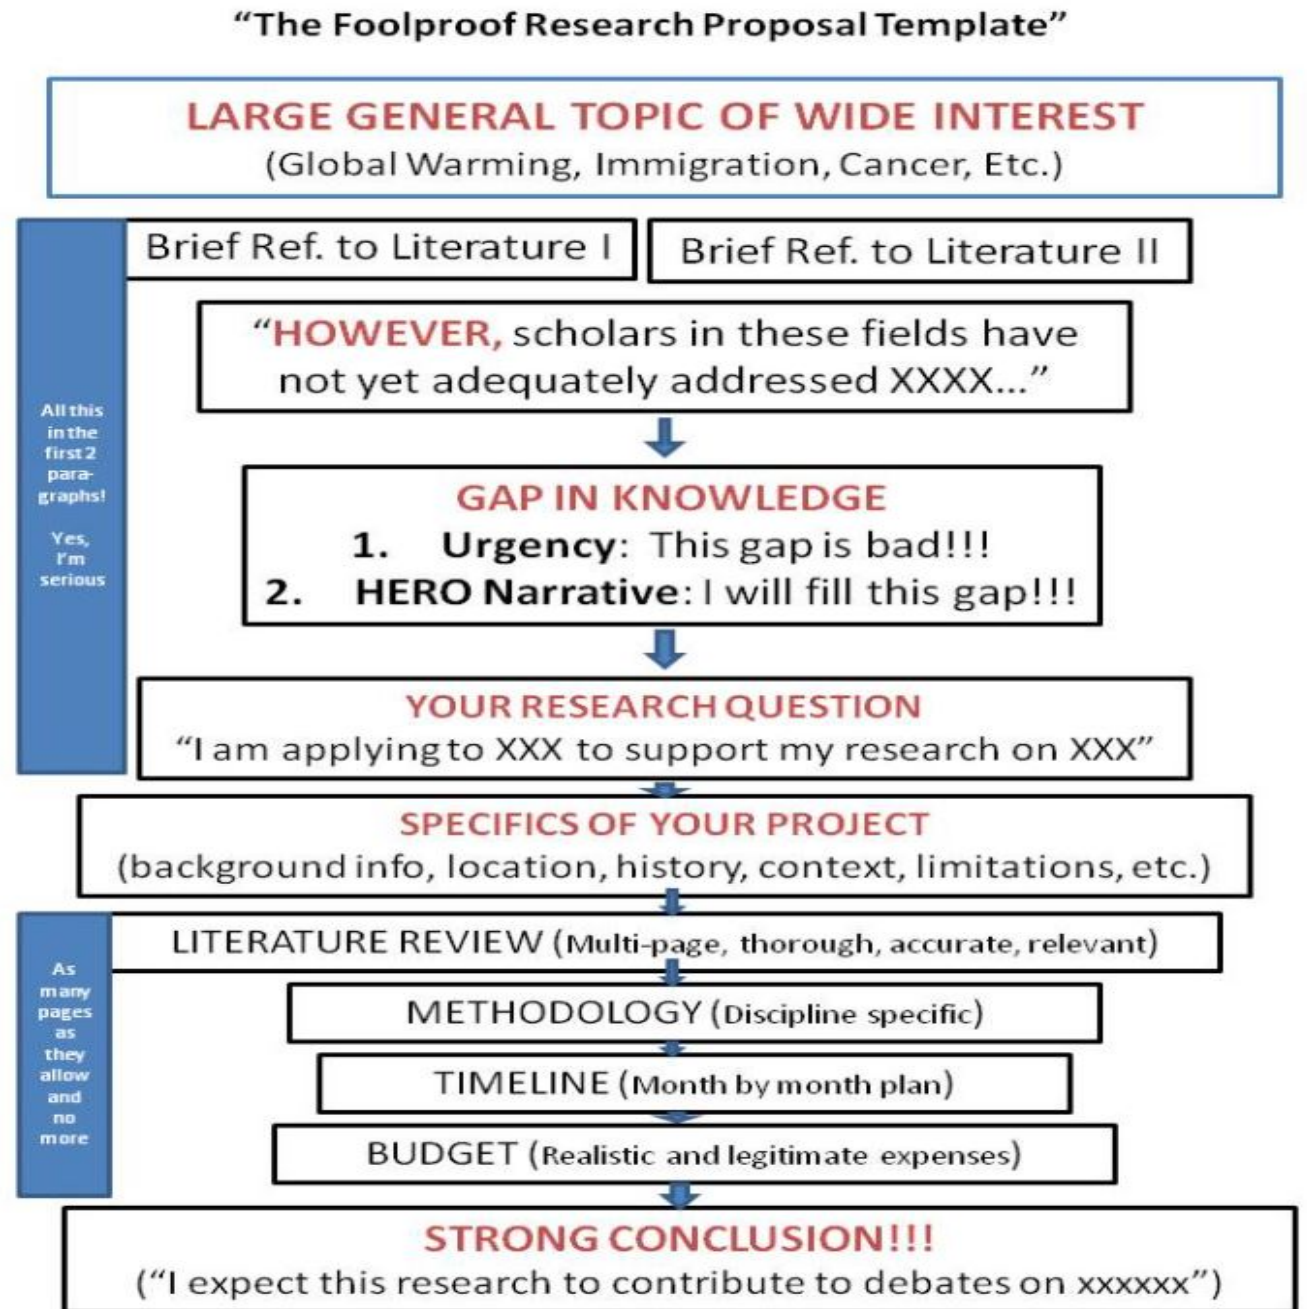 “The Foolproof Research Proposal Template”
LARGE GENERAL TOPIC OF WIDE INTEREST
(Global Warming, Immigration, Cancer, Etc.)
Brief Ref. to Literature I
Brief Ref. to Literature II
“HOWEVER, scholars in these fields have
not yet adequately addressed XXXX...”
All this
in the
first 2
para-
graphs!
Yes,
I’m
serious
GAP IN KNOWLEDGE
1. Urgency: This gap is bad!!!
2. HERO Narrative: I will fill this gap!!!
YOUR RESEARCH QUESTION
“I am applying to XXX to support my research on XXX”
SPECIFICS OF YOUR PROJECT
(background info, location, history, context, limitations, etc.)
As
many
pages
as
they
allow
and
no
more
LITERATURE REVIEW (Multi-page, thorough, accurate, relevant)
METHODOLOGY (Discipline specific)
TIMELINE (Month by month plan)
BUDGET (Realistic and legitimate expenses)
STRONG CONCLUSION!!!
(“I expect this research to contribute to debates on xxxxxx”)